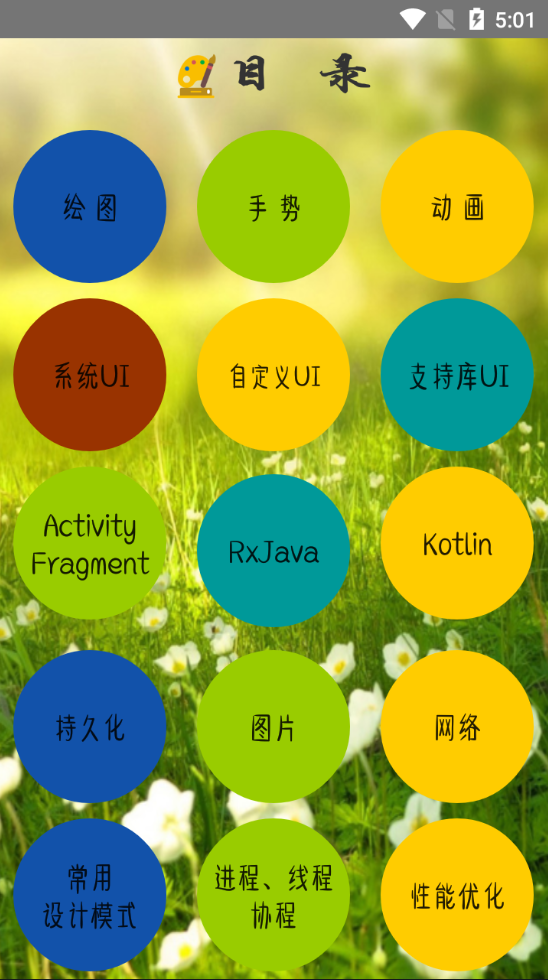 5:01
目 录
绘 图
手 势
动 画
系统UI
自定义UI
支持库UI
Activity
Fragment
RxJava
Kotlin
持久化
图片
网络
常用
设计模式
进程、线程
协程
性能优化